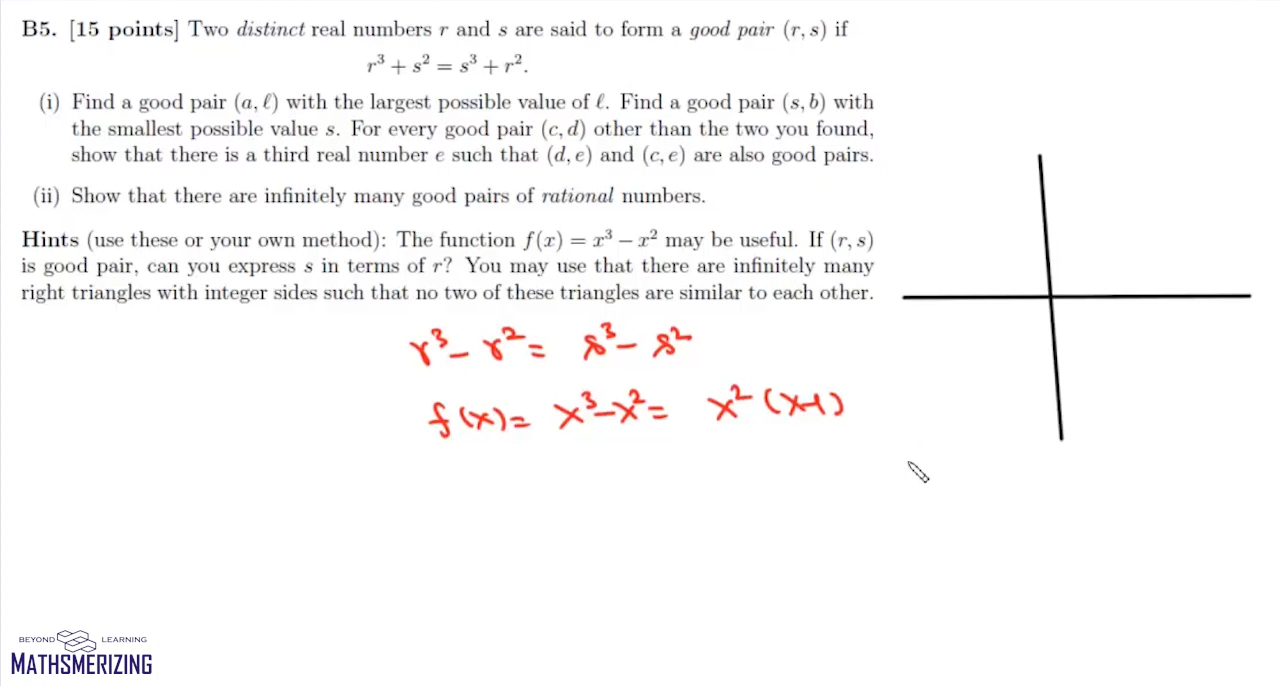 B5. [15 points] Two distinct real numbers r and s are said to form a good pair (r, s) if
r³ + s² = s³ + r².
(i) Find a good pair (a, ℓ) with the largest possible value of ℓ. Find a good pair (s, b) with
the smallest possible value s. For every good pair (c, d) other than the two you found,
show that there is a third real number e such that (d, e) and (c, e) are also good pairs.
(ii) Show that there are infinitely many good pairs of rational numbers.
Hints (use these or your own method): The function f(x) = x³ − x² may be useful. If (r, s)
is good pair, can you express s in terms of r? You may use that there are infinitely many
right triangles with integer sides such that no two of these triangles are similar to each other.
r³ − r² = s³ − s²
f(x) = x³ − x² = x² (x−1)
BEYOND LEARNING
MATHSMERIZING